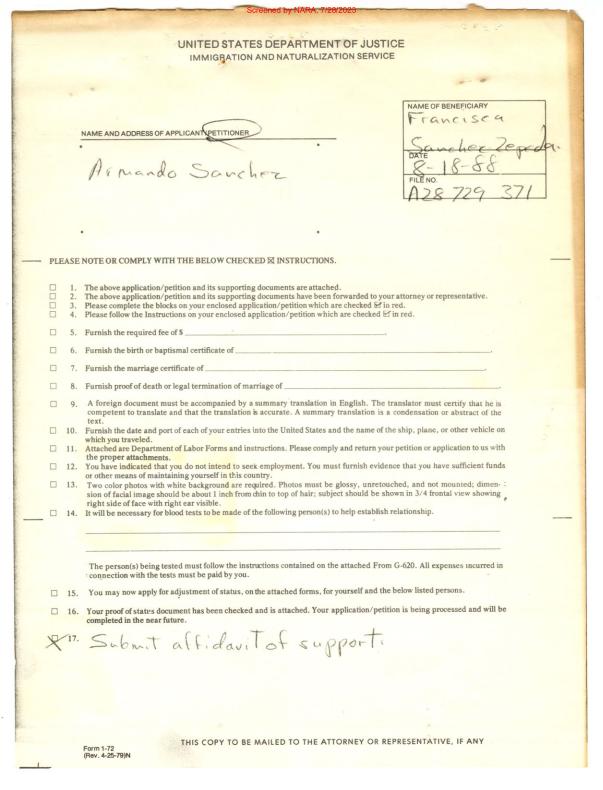 Screened by NARA, 7/28/2023
UNITED STATES DEPARTMENT OF JUSTICE
IMMIGRATION AND NATURALIZATION SERVICE
NAME OF BENEFICIARY
Francisca
Sanchez Zepeda.
DATE
8-18-88
FILE NO.
A28 729 371
NAME AND ADDRESS OF APPLICANT/PETITIONER
Armando Sanchez
PLEASE NOTE OR COMPLY WITH THE BELOW CHECKED ☒ INSTRUCTIONS.
☐ 1. The above application/petition and its supporting documents are attached.
☐ 2. The above application/petition and its supporting documents have been forwarded to your attorney or representative.
☐ 3. Please complete the blocks on your enclosed application/petition which are checked ☑ in red.
☐ 4. Please follow the Instructions on your enclosed application/petition which are checked ☑ in red.
☐ 5. Furnish the required fee of $
☐ 6. Furnish the birth or baptismal certificate of
☐ 7. Furnish the marriage certificate of
☐ 8. Furnish proof of death or legal termination of marriage of
☐ 9. A foreign document must be accompanied by a summary translation in English. The translator must certify that he is
competent to translate and that the translation is accurate. A summary translation is a condensation or abstract of the
text.
☐ 10. Furnish the date and port of each of your entries into the United States and the name of the ship, plane, or other vehicle on
which you traveled.
☐ 11. Attached are Department of Labor Forms and instructions. Please comply and return your petition or application to us with
the proper attachments.
☐ 12. You have indicated that you do not intend to seek employment. You must furnish evidence that you have sufficient funds
or other means of maintaining yourself in this country.
☐ 13. Two color photos with white background are required. Photos must be glossy, unretouched, and not mounted; dimen-
sion of facial image should be about 1 inch from chin to top of hair; subject should be shown in 3/4 frontal view showing
right side of face with right ear visible.
☐ 14. It will be necessary for blood tests to be made of the following person(s) to help establish relationship.
The person(s) being tested must follow the instructions contained on the attached From G-620. All expenses incurred in
connection with the tests must be paid by you.
☐ 15. You may now apply for adjustment of status, on the attached forms, for yourself and the below listed persons.
☐ 16. Your proof of status document has been checked and is attached. Your application/petition is being processed and will be
completed in the near future.
☒ 17. Submit affidavit of support.
THIS COPY TO BE MAILED TO THE ATTORNEY OR REPRESENTATIVE, IF ANY
Form I-72
(Rev. 4-25-79)N